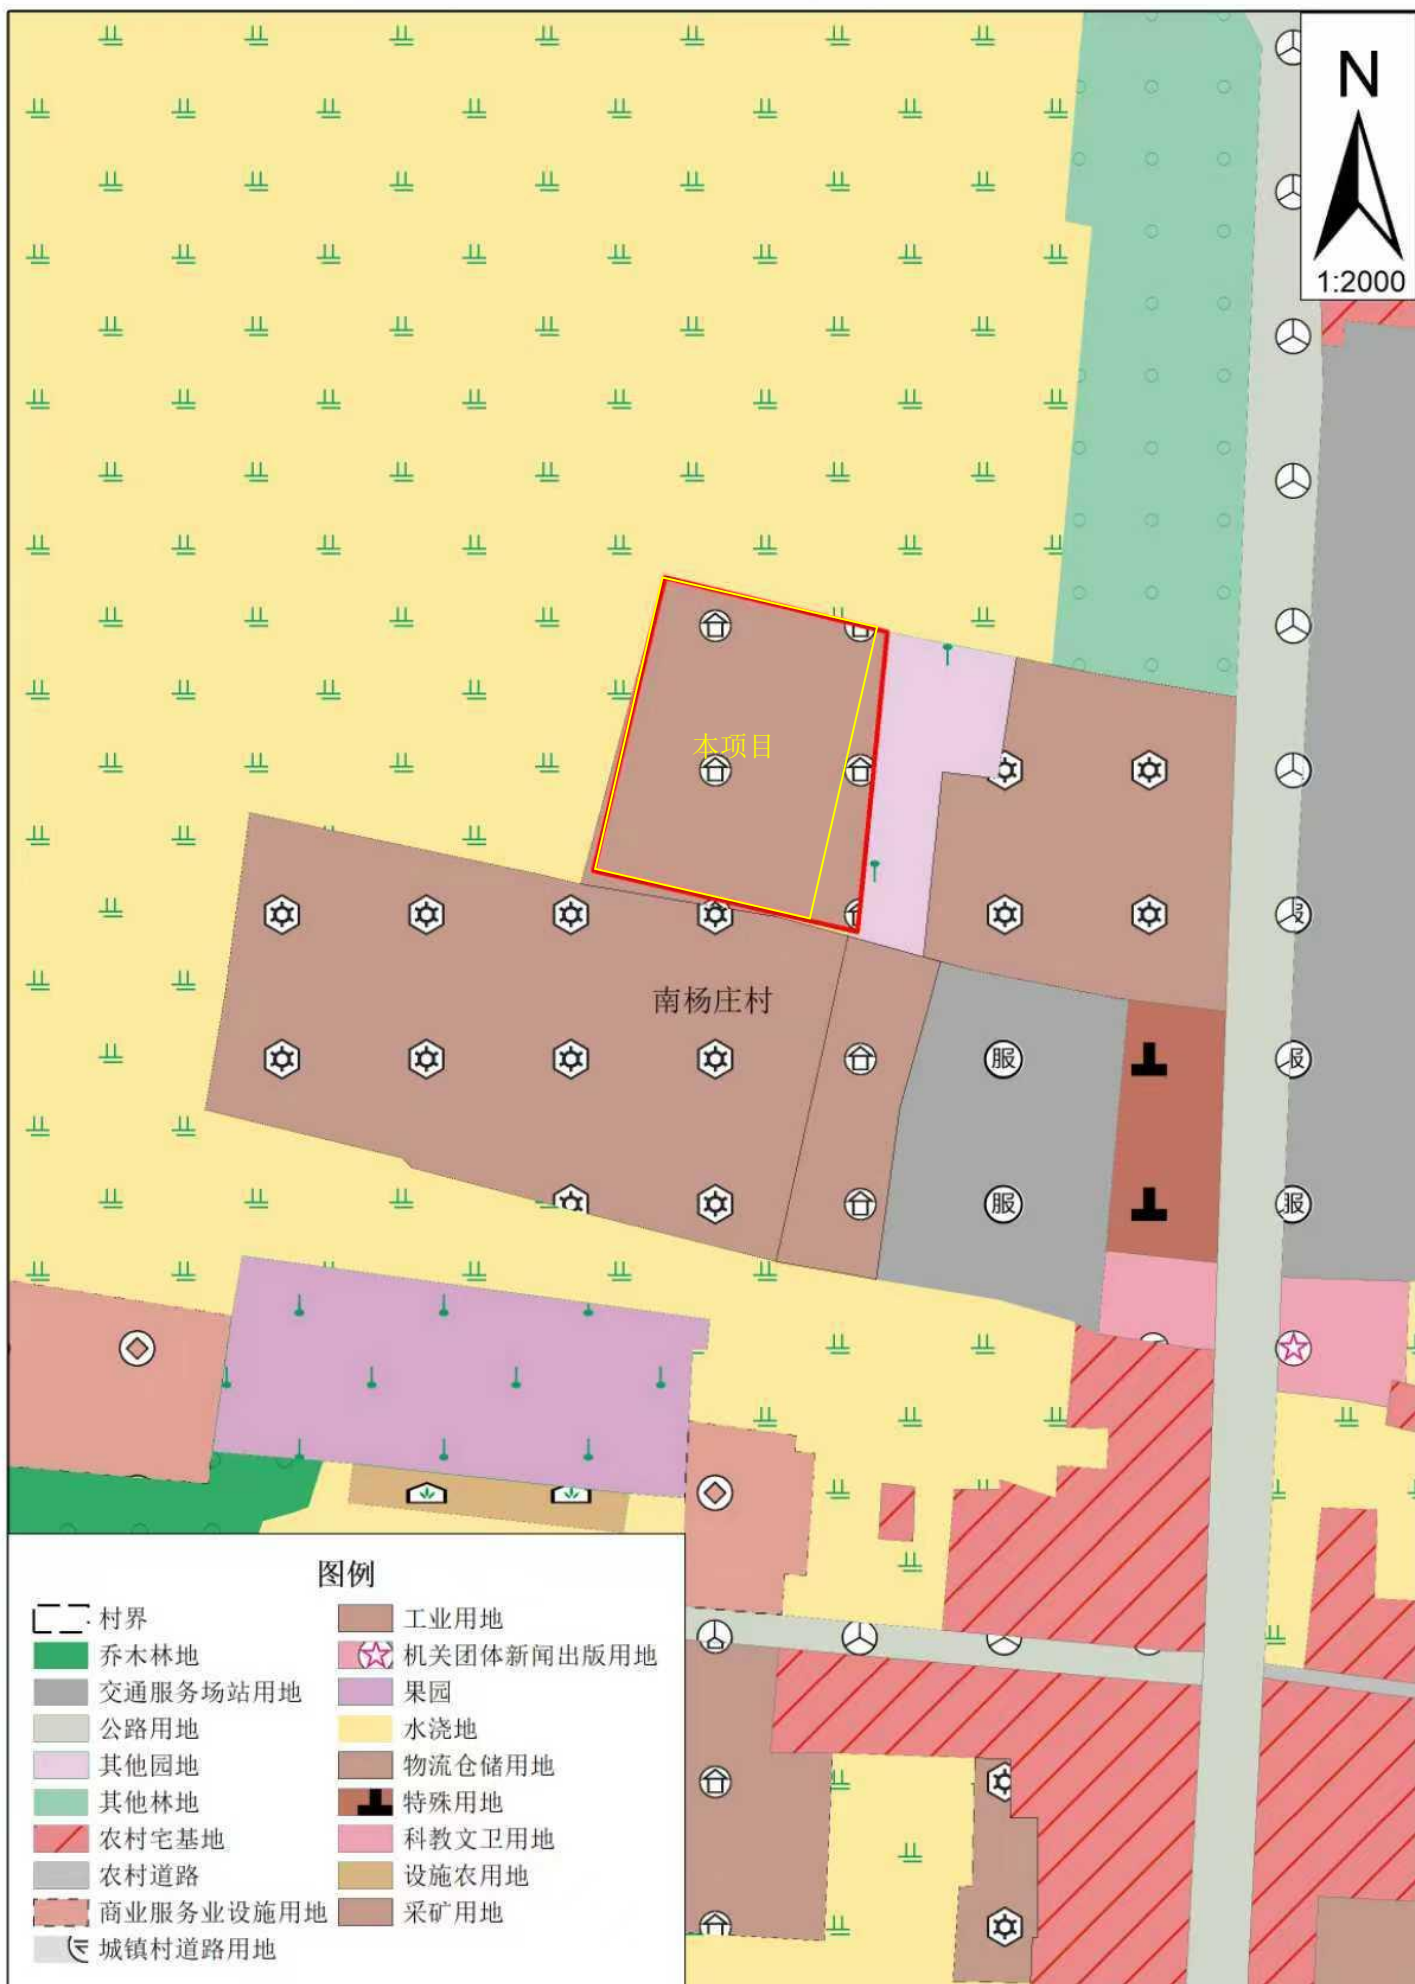 N
1:2000
本项目
服
南杨庄村
服
服
服
服
图例
村界
工业用地
乔木林地
机关团体新闻出版用地
交通服务场站用地
果园
公路用地
水浇地
其他园地
物流仓储用地
其他林地
特殊用地
农村宅基地
科教文卫用地
农村道路
设施农用地
商业服务业设施用地
采矿用地
城镇村道路用地